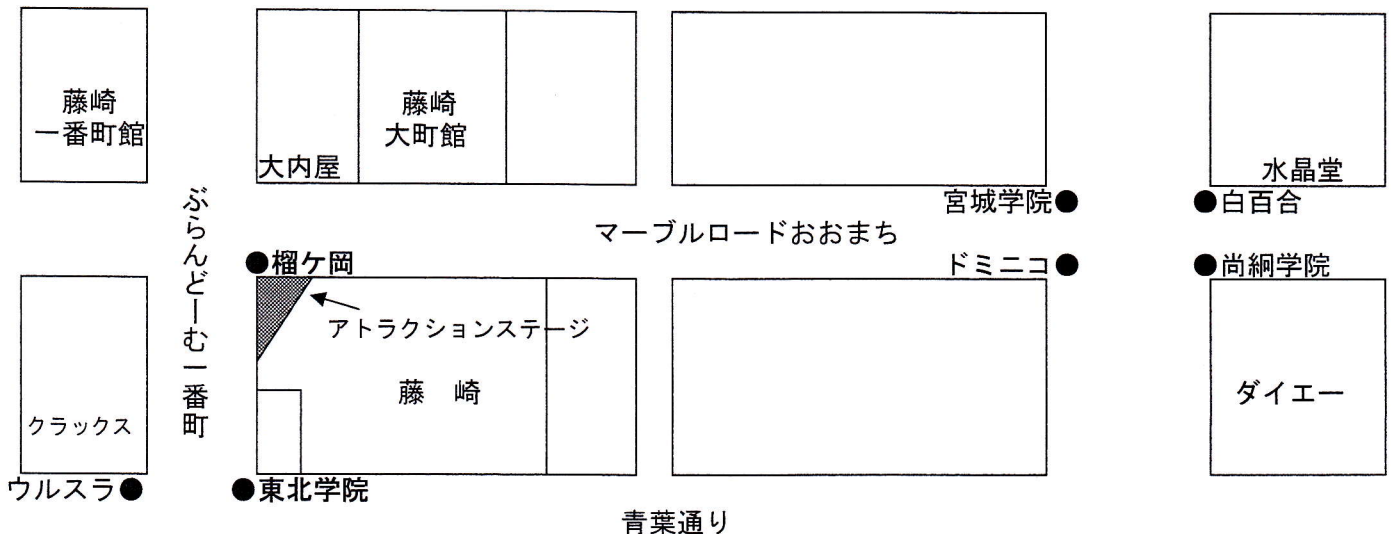 藤崎
一番町館
大内屋
藤崎
大町館
水晶堂
宮城学院●
●白百合
マーブルロードおおまち
ぶらんどーむ一番町
●榴ケ岡
ドミニコ●
●尚絅学院
アトラクションステージ
藤　崎
クラックス
ダイエー
ウルスラ●
●東北学院
青葉通り